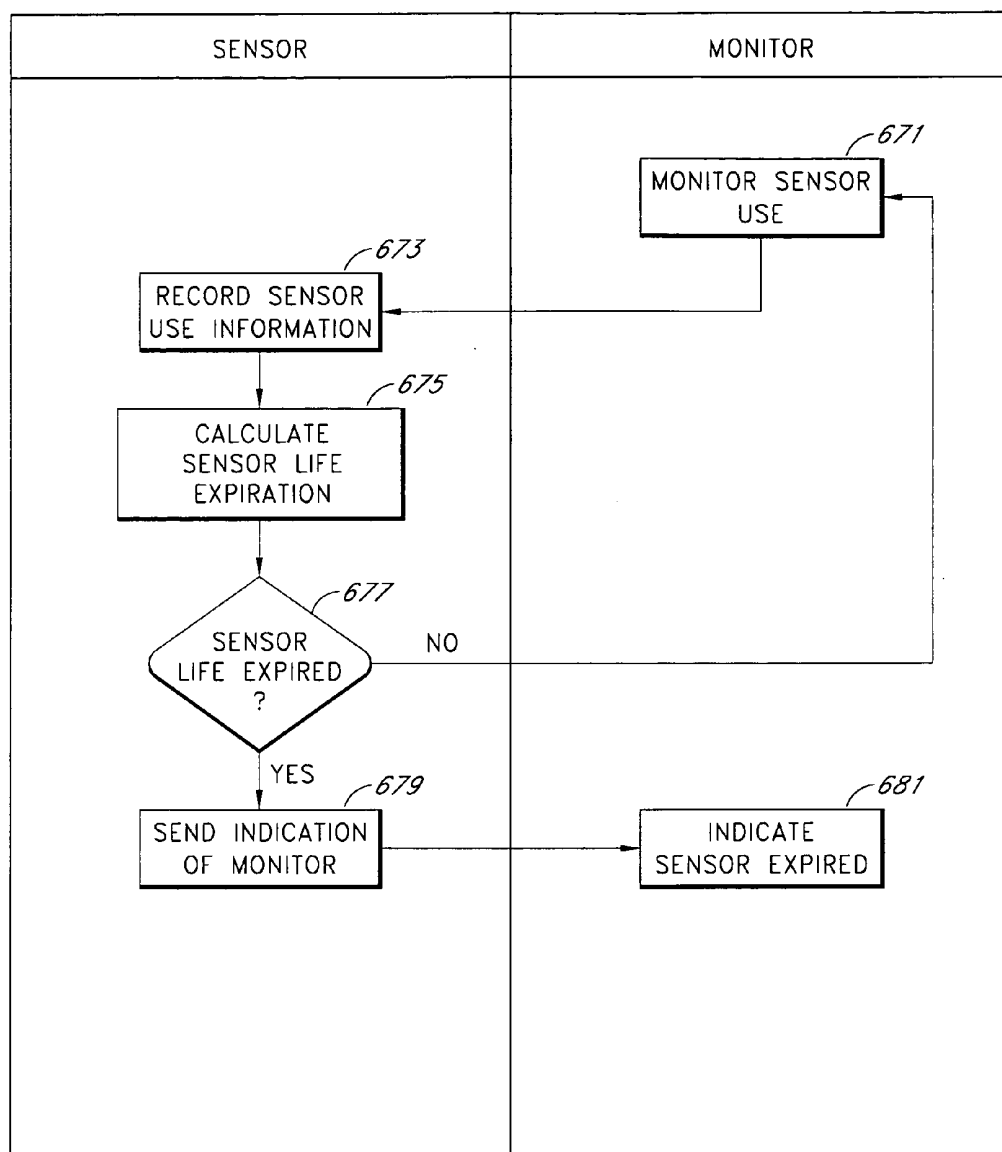 SENSOR
MONITOR
671
MONITOR SENSOR
USE
673
RECORD SENSOR
USE INFORMATION
675
CALCULATE
SENSOR LIFE
EXPIRATION
677
SENSOR
LIFE EXPIRED
?
NO
YES
679
SEND INDICATION
OF MONITOR
681
INDICATE
SENSOR EXPIRED